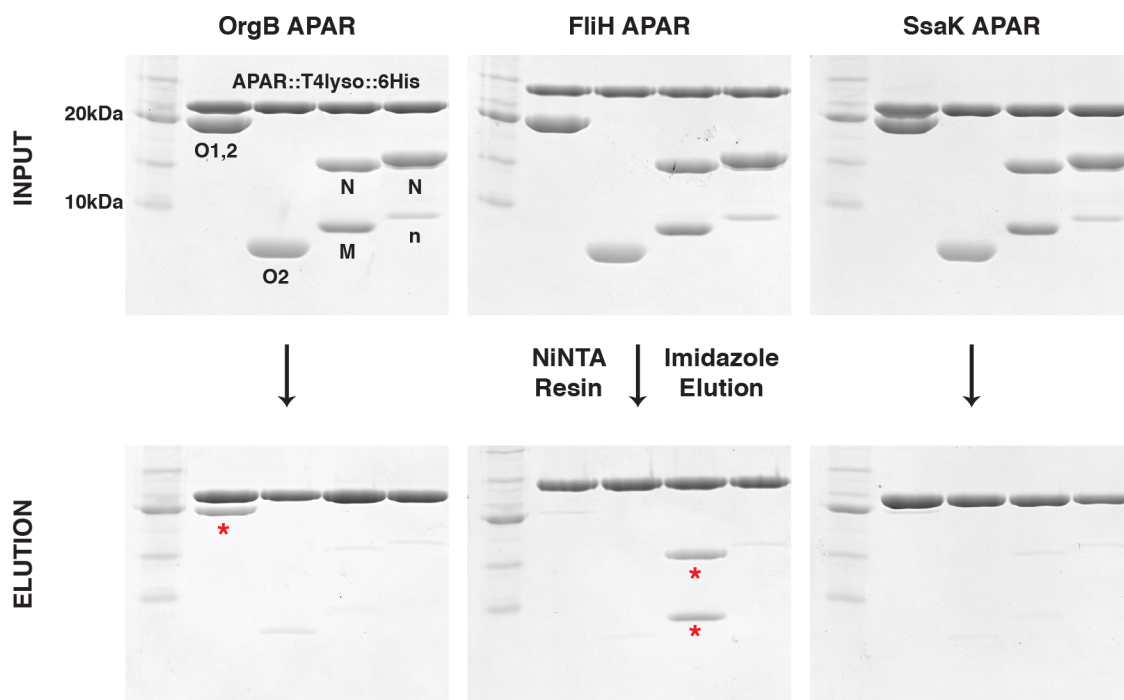 OrgB APAR
FliH APAR
SsaK APAR
INPUT
APAR::T4lyso::6His
20kDa
O1,2
10kDa
N
N
M
n
O2
NiNTA
Resin
Imidazole
Elution
ELUTION
*
*
*